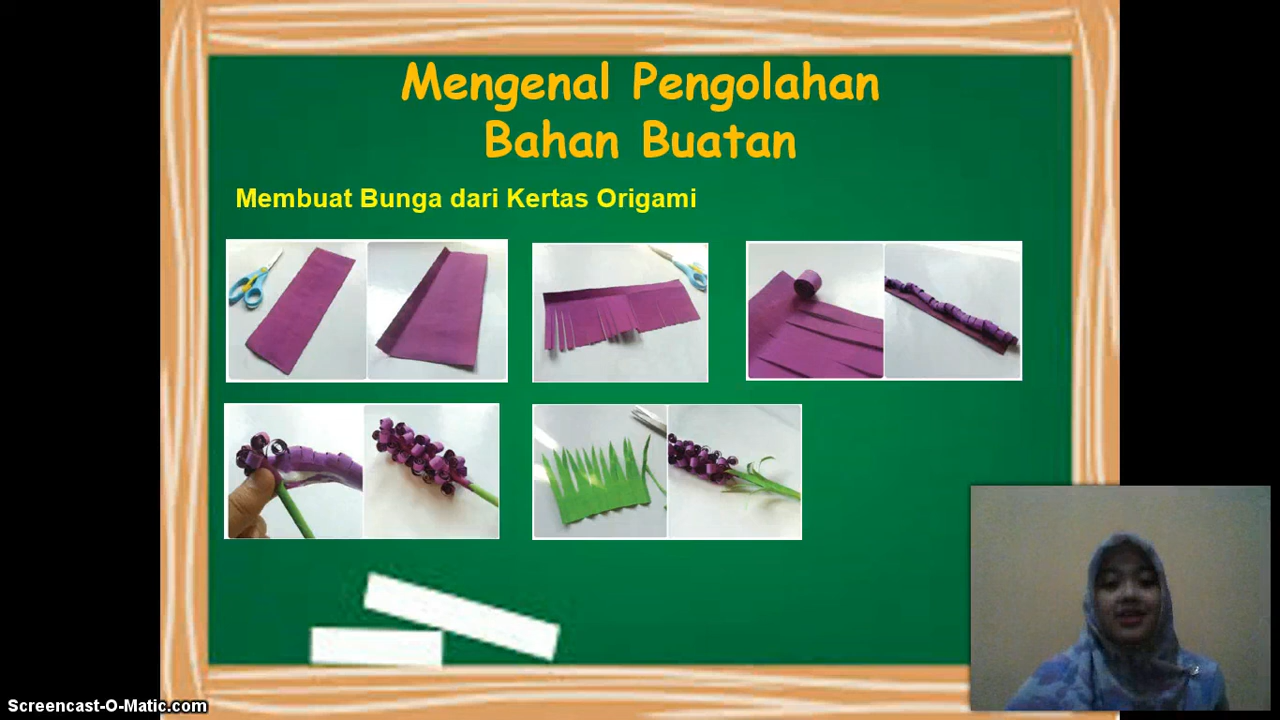 Mengenal Pengolahan
Bahan Buatan
Membuat Bunga dari Kertas Origami
Screencast-O-Matic.com